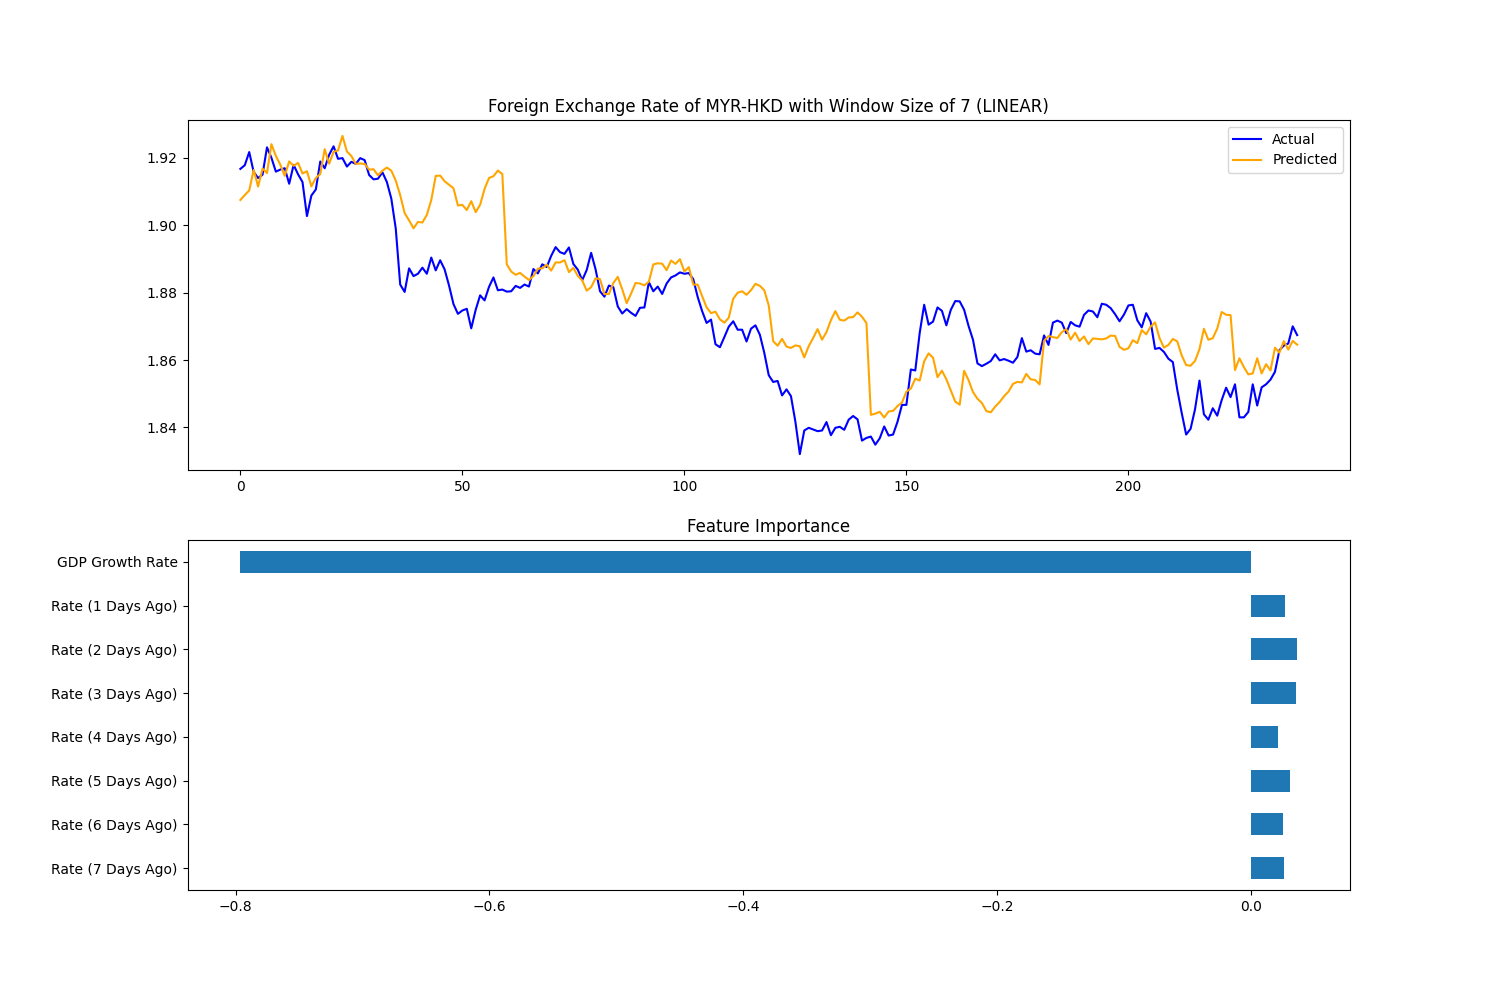 Foreign Exchange Rate of MYR-HKD with Window Size of 7 (LINEAR)
Actual
Predicted
1.92
1.90
1.88
1.86
1.84
0 50 100 150 200
Feature Importance
GDP Growth Rate
Rate (1 Days Ago)
Rate (2 Days Ago)
Rate (3 Days Ago)
Rate (4 Days Ago)
Rate (5 Days Ago)
Rate (6 Days Ago)
Rate (7 Days Ago)
−0.8 −0.6 −0.4 −0.2 0.0